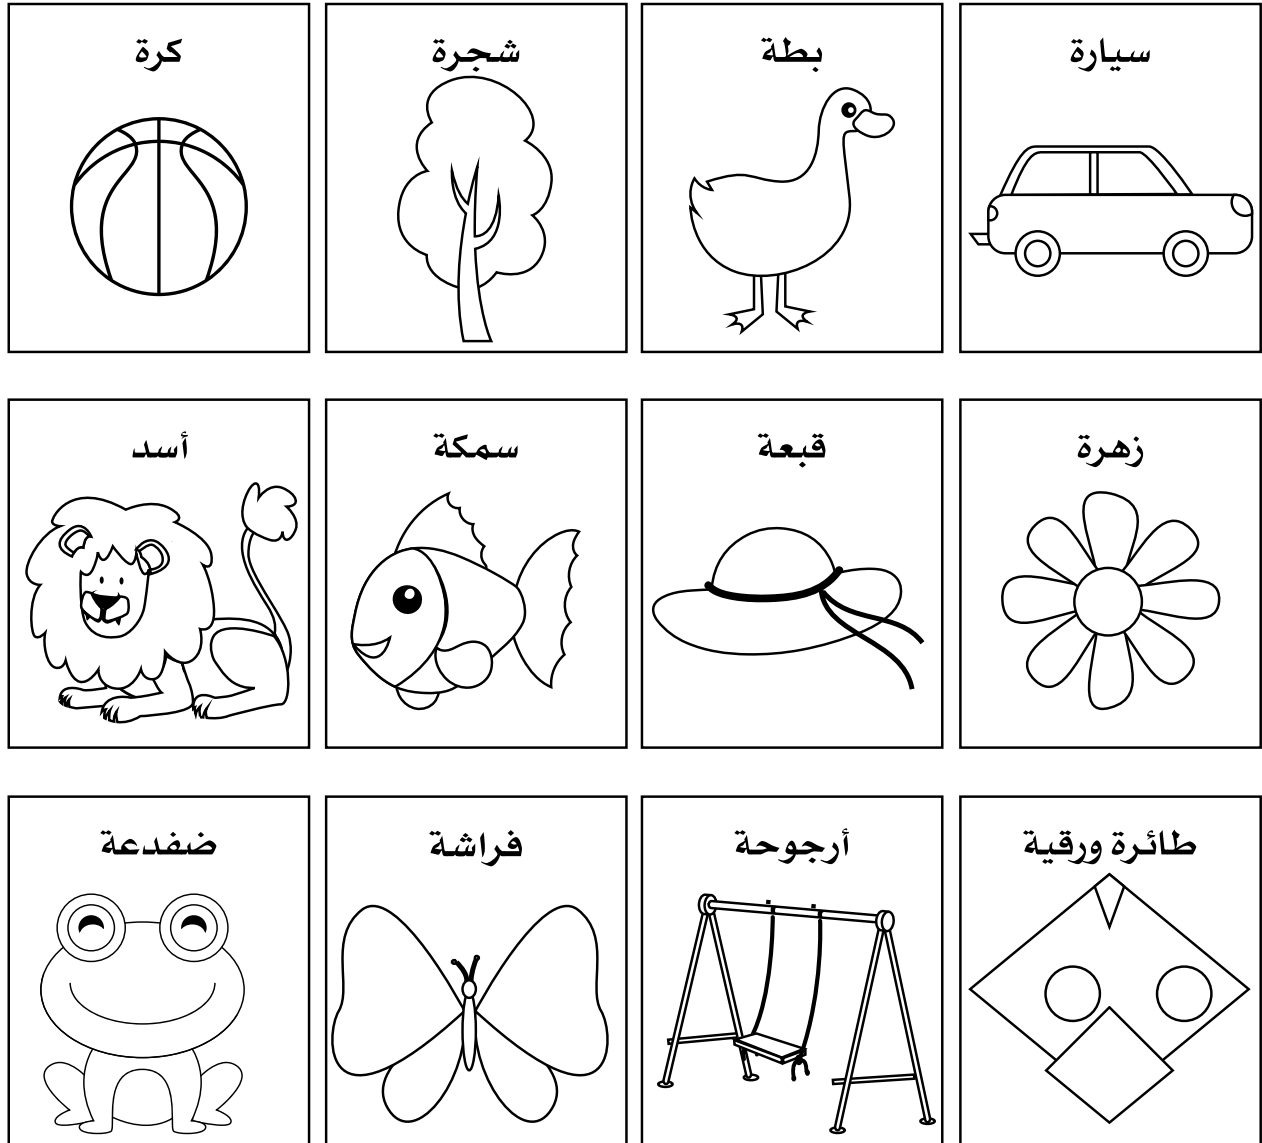 سيارة
بطة
شجرة
كرة
زهرة
قبعة
سمكة
أسد
طائرة ورقية
أرجوحة
فراشة
ضفدعة